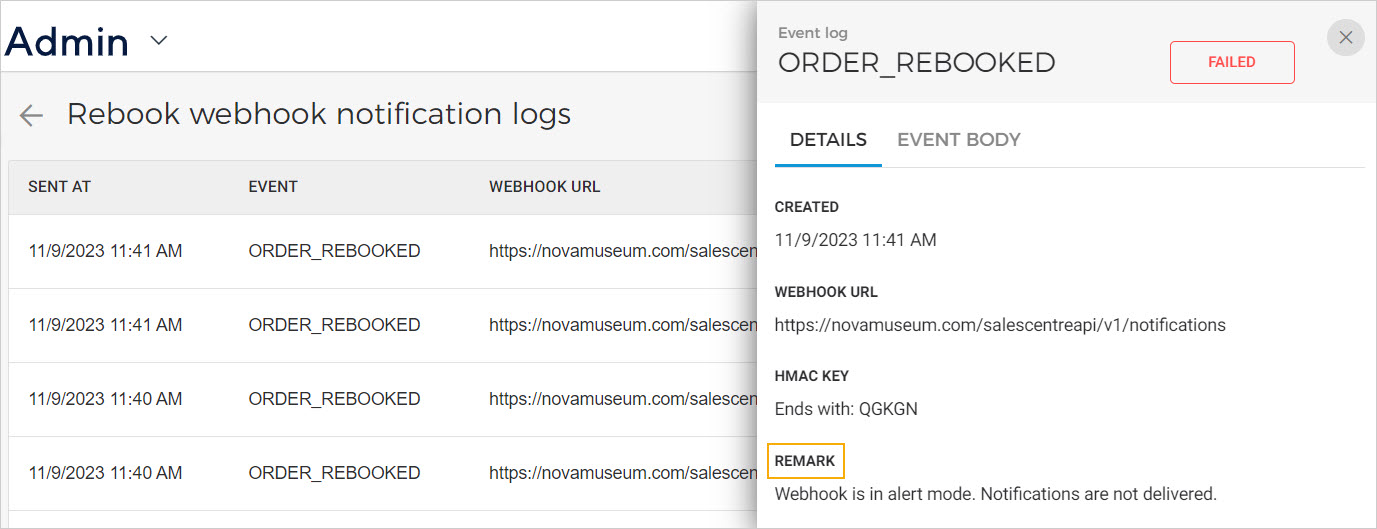 Admin
Rebook webhook notification logs
SENT AT EVENT WEBHOOK URL
11/9/2023 11:41 AM ORDER_REBOOKED https://novamuseum.com/salescen
11/9/2023 11:41 AM ORDER_REBOOKED https://novamuseum.com/salescen
11/9/2023 11:40 AM ORDER_REBOOKED https://novamuseum.com/salescen
11/9/2023 11:40 AM ORDER_REBOOKED https://novamuseum.com/salescen
Event log
ORDER_REBOOKED
FAILED
DETAILS EVENT BODY
CREATED
11/9/2023 11:41 AM
WEBHOOK URL
https://novamuseum.com/salescentreapi/v1/notifications
HMAC KEY
Ends with: QGKGN
REMARK
Webhook is in alert mode. Notifications are not delivered.